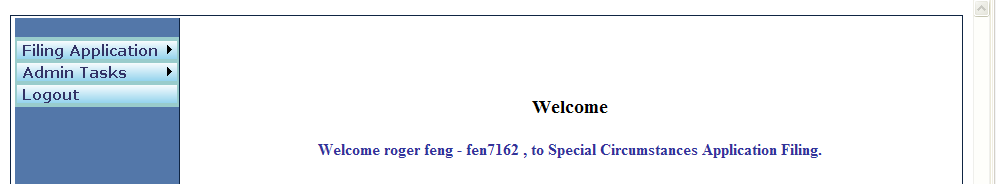 Filing Application
Admin Tasks
Logout
Welcome
Welcome roger feng - fen7162 , to Special Circumstances Application Filing.